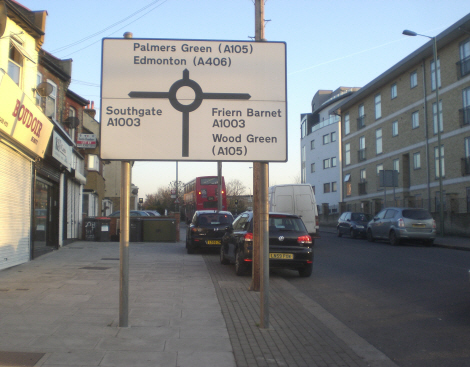 Palmers Green (A105)
Edmonton (A406)
Southgate
A1003
Friern Barnet
A1003
Wood Green
(A105)
BOUDOIR